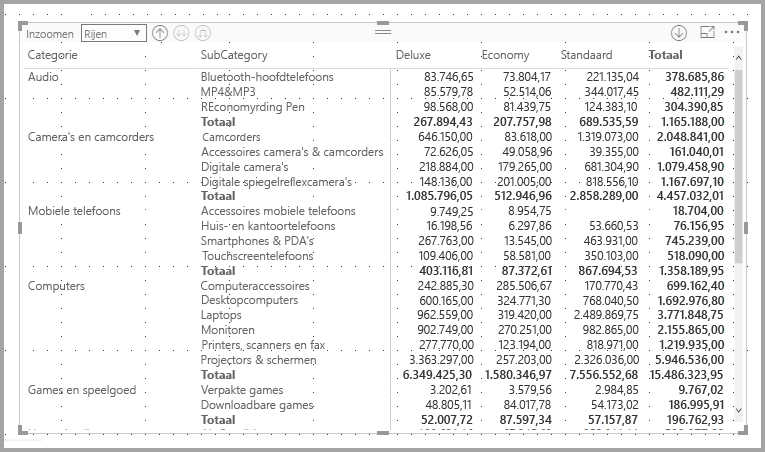 Inzoomen Rijen
Categorie SubCategory Deluxe Economy Standaard Totaal
Audio Bluetooth-hoofdtelefoons 83.746,65 73.804,17 221.135,04 378.685,86
MP4&MP3 85.579,78 52.514,06 344.017,45 482.111,29
REconomyrding Pen 98.568,00 81.439,75 124.383,10 304.390,85
Totaal 267.894,43 207.757,98 689.535,59 1.165.188,00
Camera's en camcorders Camcorders 646.150,00 83.618,00 1.319.073,00 2.048.841,00
Accessoires camera's & camcorders 72.626,05 49.058,96 39.355,00 161.040,01
Digitale camera's 218.884,00 179.265,00 681.304,90 1.079.458,90
Digitale spiegelreflexcamera's 148.136,00 201.005,00 818.556,10 1.167.697,10
Totaal 1.085.796,05 512.946,96 2.858.289,00 4.457.032,01
Mobiele telefoons Accessoires mobiele telefoons 9.749,25 8.954,75 18.704,00
Huis- en kantoortelefoons 16.198,56 6.297,86 53.660,53 76.156,95
Smartphones & PDA's 267.763,00 13.545,00 463.931,00 745.239,00
Touchscreentelefoons 109.406,00 58.581,00 350.103,00 518.090,00
Totaal 403.116,81 87.372,61 867.694,53 1.358.189,95
Computers Computeraccessoires 242.885,30 285.506,67 170.770,43 699.162,40
Desktopcomputers 600.165,00 324.771,30 768.040,50 1.692.976,80
Laptops 962.559,00 319.420,00 2.489.869,75 3.771.848,75
Monitoren 902.749,00 270.251,00 982.865,00 2.155.865,00
Printers, scanners en fax 277.770,00 123.194,00 818.971,00 1.219.935,00
Projectors & schermen 3.363.297,00 257.203,00 2.326.036,00 5.946.536,00
Totaal 6.349.425,30 1.580.346,97 7.556.552,68 15.486.323,95
Games en speelgoed Verpakte games 3.202,61 3.579,56 2.984,85 9.767,02
Downloadbare games 48.805,11 84.017,78 54.173,02 186.995,91
Totaal 52.007,72 87.597,34 57.157,87 196.762,93